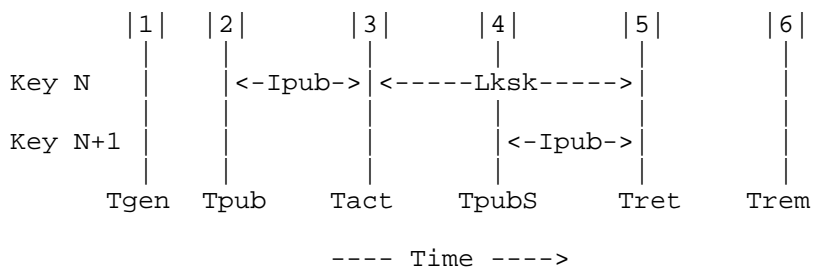 |1| |2| |3| |4| |5| |6|
| | | | | |
Key N | |<-Ipub->|<-----Lksk----->| |
| | | | | |
Key N+1 | | | |<-Ipub->| |
| | | | | |
Tgen Tpub Tact TpubS Tret Trem
---- Time ---->